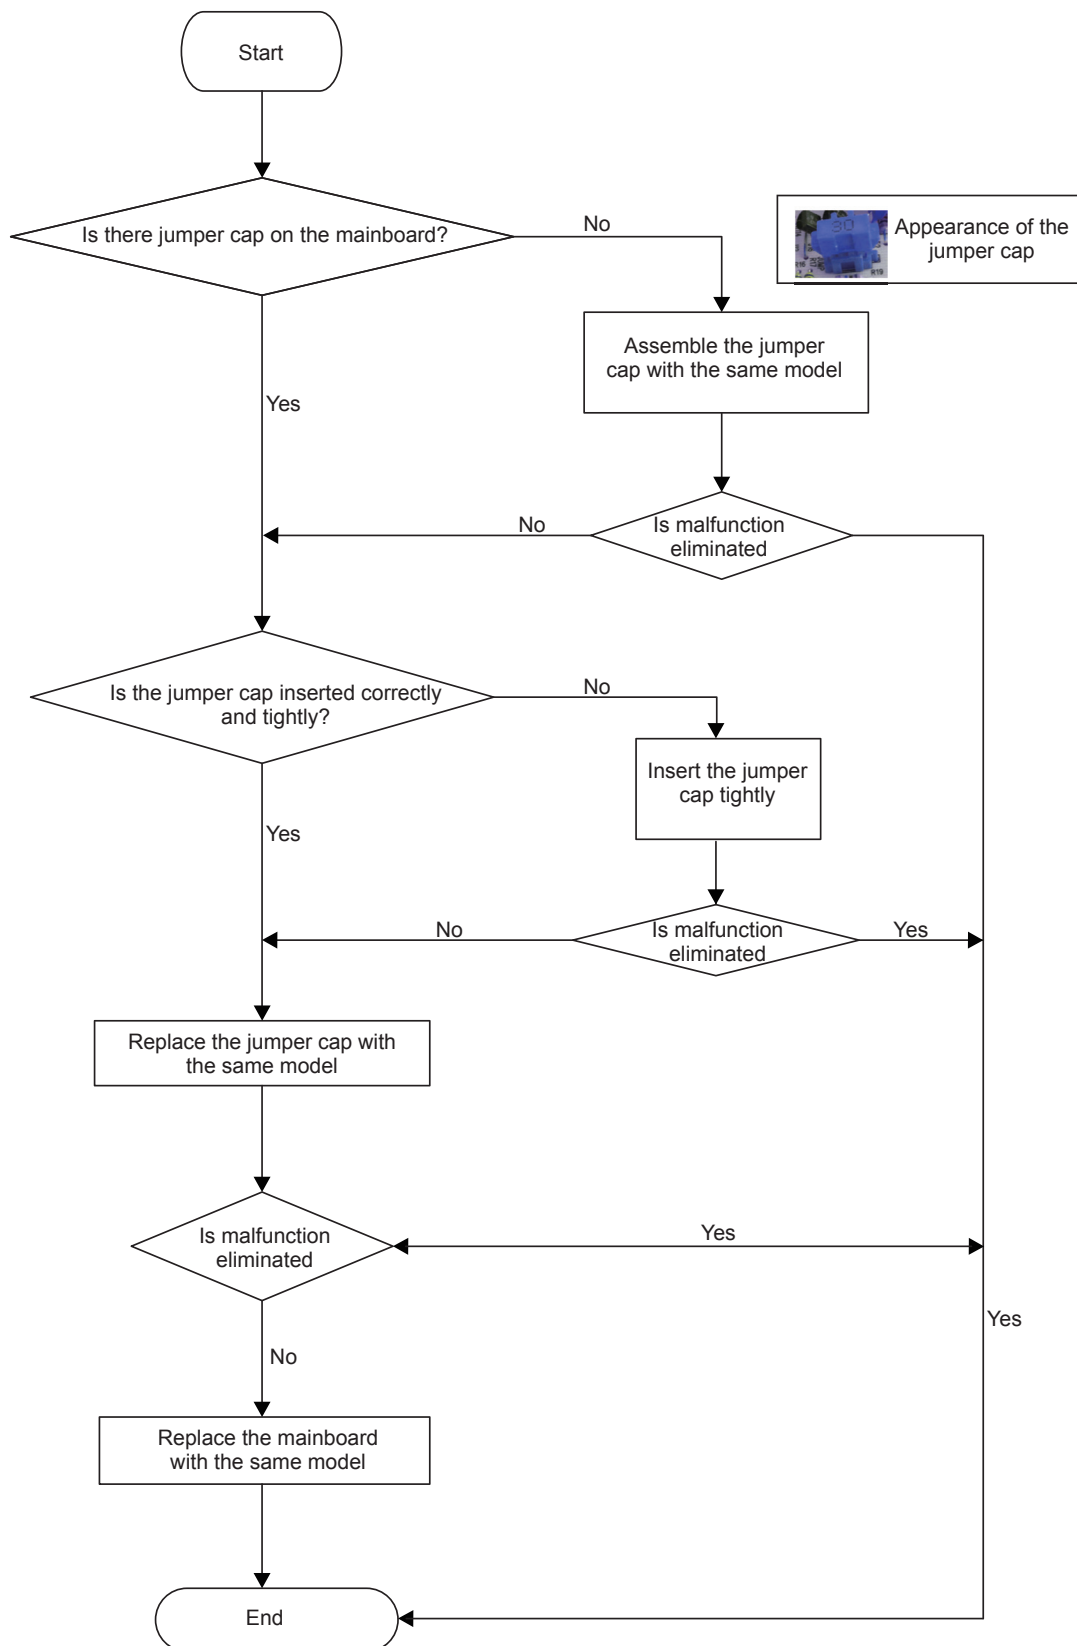 Start
Is there jumper cap on the mainboard?
No
30
R19
Appearance of the
jumper cap
Assemble the jumper
cap with the same model
Yes
No
Is malfunction
eliminated
Is the jumper cap inserted correctly
and tightly?
No
Insert the jumper
cap tightly
Yes
No
Is malfunction
eliminated
Yes
Replace the jumper cap with
the same model
Is malfunction
eliminated
Yes
Yes
No
Replace the mainboard
with the same model
End